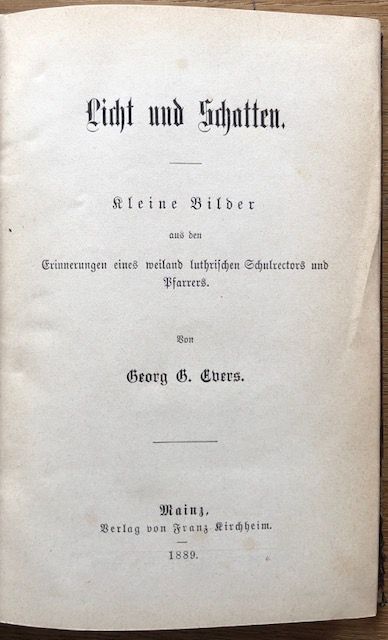 Licht und Schatten.
Kleine Bilder
aus den
Erinnerungen eines weiland luthrischen Schulrectors und
Pfarrers.
Von
Georg G. Evers.
Mainz,
Verlag von Franz Kirchheim.
1889.